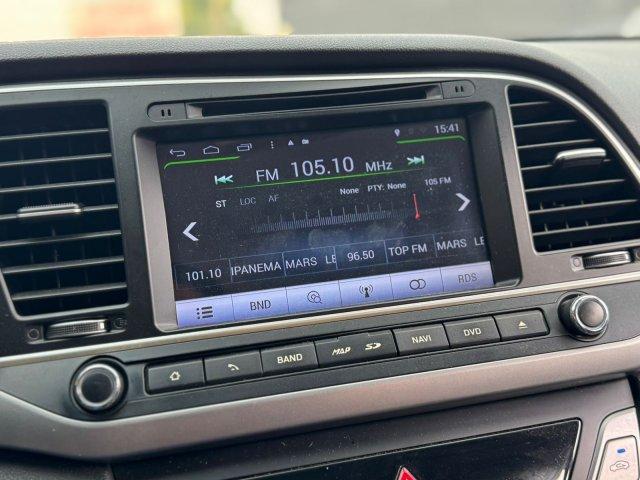 15:41
FM 105.10 MHz
ST LOC AF None PTY: None 105 FM
101.10 IPANEMA MARS LE 96.50 TOP FM MARS LE
BND RDS
BAND MAP SD NAVI DVD